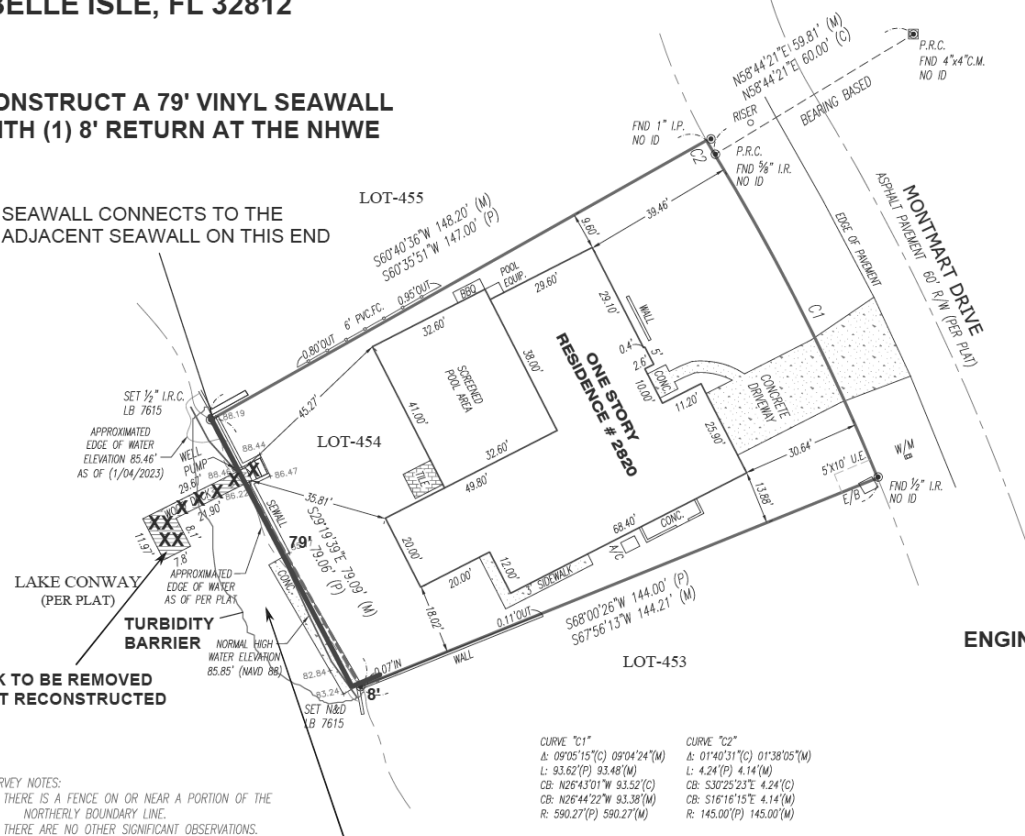 BELLE ISLE, FL 32812
ONSTRUCT A 79' VINYL SEAWALL
ITH (1) 8' RETURN AT THE NHWE
SEAWALL CONNECTS TO THE
ADJACENT SEAWALL ON THIS END
LOT-455
S60°40'36"W 148.20' (M)
S60°35'51"W 147.00' (P)
N58°44'21"E 59.81' (M)
N58°44'21"E 60.00' (C)
P.R.C.
FND 4"x4"C.M.
NO ID
RISER
BEARING BASED
FND 1" I.P.
NO ID
C2
P.R.C.
FND 5/8" I.R.
NO ID
MONTMART DRIVE
ASPHALT PAVEMENT 60' R/W (PER PLAT)
EDGE OF PAVEMENT
C1
39.46'
9.60'
POOL
EQUIP.
BBQ
29.60'
29.10'
WALL
0.80'OUT
6' PVC.FC.
0.95'OUT
32.60'
38.00'
SCREENED
POOL AREA
41.00'
32.60'
49.80'
ONE STORY
RESIDENCE # 2820
0.4'
5'
2.6'
10.00'
CONC.
11.20'
25.90'
CONCRETE
DRIVEWAY
30.64'
W/M
5'X10' U.E.
E/B
FND 1/2" I.R.
NO ID
13.88'
SET 1/2" I.R.C.
LB 7615
88.19
45.27'
LOT-454
APPROXIMATED
EDGE OF WATER
ELEVATION 85.46'
AS OF (1/04/2023)
WELL
PUMP
88.44
88.46
86.47
86.22
XX
XX
X X X X X X
21.90'
11.97'
8.1'
7.8'
35.81'
SEWALL
79'
S29°19'39"E 79.09' (M)
79.06' (P)
20.00'
20.00'
12.00'
3' SIDEWALK
A/C
CONC.
68.40'
18.02'
0.11'OUT
S68°00'26"W 144.00' (P)
S67°56'13"W 144.21' (M)
LAKE CONWAY
(PER PLAT)
APPROXIMATED
EDGE OF WATER
AS OF PER PLAT
CONC.
TURBIDITY
BARRIER
NORMAL HIGH
WATER ELEVATION
85.85' (NAVD 88)
82.84
83.24
0.07'IN
WALL
8'
SET N&D
LB 7615
LOT-453
ENGIN
K TO BE REMOVED
T RECONSTRUCTED
CURVE "C1"
Δ: 09°05'15"(C) 09°04'24"(M)
L: 93.62'(P) 93.48'(M)
CB: N26°43'01"W 93.52'(C)
CB: N26°44'22"W 93.38'(M)
R: 590.27'(P) 590.27'(M)
CURVE "C2"
Δ: 01°40'31"(C) 01°38'05"(M)
L: 4.24'(P) 4.14'(M)
CB: S30°25'23"E 4.24'(C)
CB: S16°16'15"E 4.14'(M)
R: 145.00'(P) 145.00'(M)
RVEY NOTES:
THERE IS A FENCE ON OR NEAR A PORTION OF THE
NORTHERLY BOUNDARY LINE.
THERE ARE NO OTHER SIGNIFICANT OBSERVATIONS.